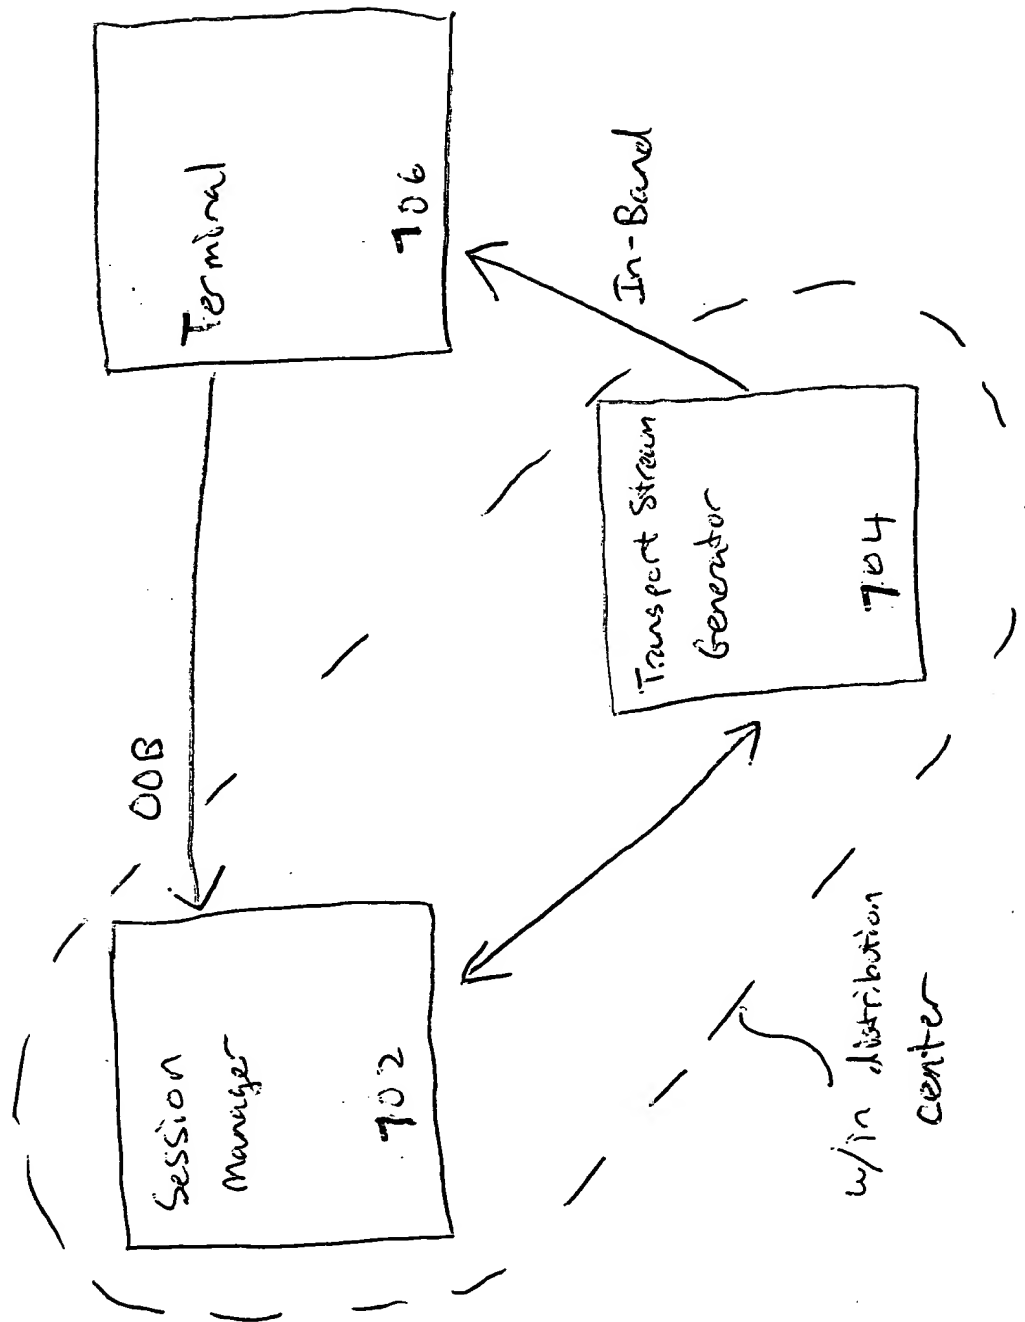 Session
Manager
702
OOB
Terminal
706
In-Band
Transport Stream
Generator
704
w/in distribution
center